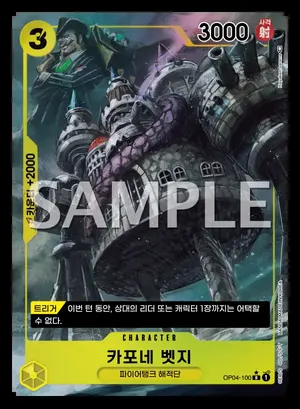 3
3000
사격
射
카운터 +2000
SAMPLE
트리거 이번 턴 동안, 상대의 리더 또는 캐릭터 1장까지는 어택할
수 없다.
CHARACTER
카포네 벳지
파이어탱크 해적단
OP04-100
1